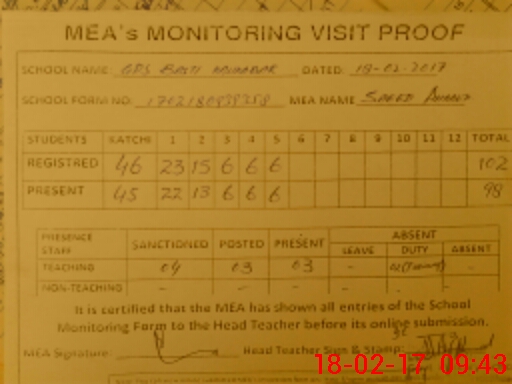 MEA's MONITORING VISIT PROOF
SCHOOL NAME GPS BASTI DATED: 18-02-2017
SCHOOL FORM NO: MEA NAME SAEED AHMAD
STUDENTS KATCHI 1 2 3 4 5 6 7 8 9 10 11 12 TOTAL
REGISTRED 46 23 15 6 6 6 102
PRESENT 45 22 13 6 6 6 98
PRESENCE STAFF SANCTIONED POSTED PRESENT ABSENT
LEAVE DUTY ABSENT
TEACHING 04 03 03 - -
NON-TEACHING - - - - - -
It is certified that the MEA has shown all entries of the School
Monitoring Form to the Head Teacher before its online submission.
MEA Signature Head Teacher Sign & Stamp:
18-02-17 09:43